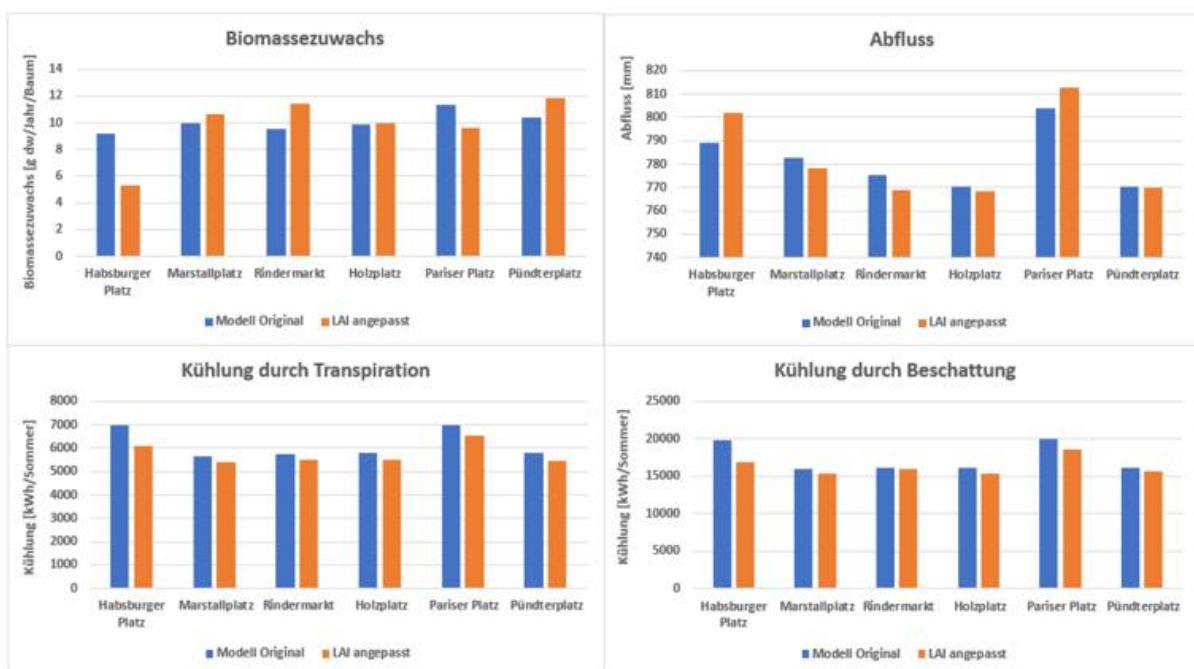 Biomassezuwachs
Biomassezuwachs [g dw/Jahr/Baum]
14
12
10
8
6
4
2
0
Habsburger Platz
Marstallplatz
Rindermarkt
Holzplatz
Pariser Platz
Pündterplatz
Modell Original
LAI angepasst
Abfluss
Abfluss [mm]
820
810
800
790
780
770
760
750
740
Habsburger Platz
Marstallplatz
Rindermarkt
Holzplatz
Pariser Platz
Pündterplatz
Modell Original
LAI angepasst
Kühlung durch Transpiration
Kühlung [kWh/Sommer]
8000
7000
6000
5000
4000
3000
2000
1000
0
Habsburger Platz
Marstallplatz
Rindermarkt
Holzplatz
Pariser Platz
Pündterplatz
Modell Original
LAI angepasst
Kühlung durch Beschattung
Kühlung [kWh/Sommer]
25000
20000
15000
10000
5000
0
Habsburger Platz
Marstallplatz
Rindermarkt
Holzplatz
Pariser Platz
Pündterplatz
Modell Original
LAI angepasst